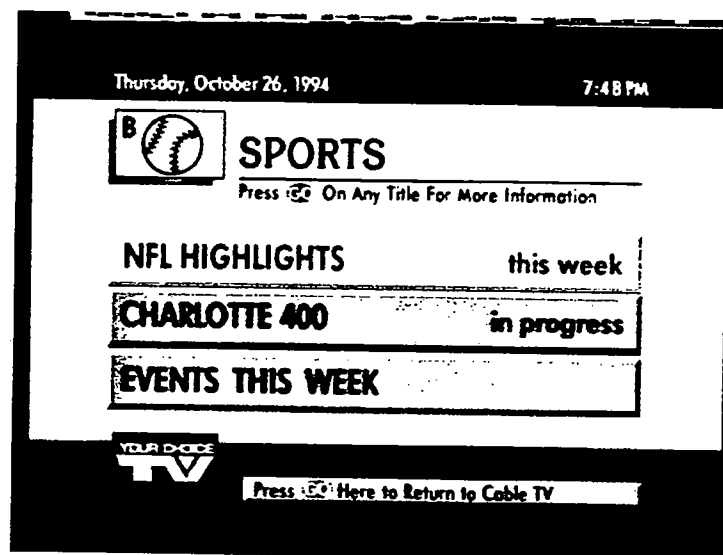 Thursday, October 26, 1994 7:48 PM
B
SPORTS
Press GO On Any Title For More Information
NFL HIGHLIGHTS this week
CHARLOTTE 400 in progress
EVENTS THIS WEEK
YOUR CHOICE
TV
Press GO Here to Return to Cable TV